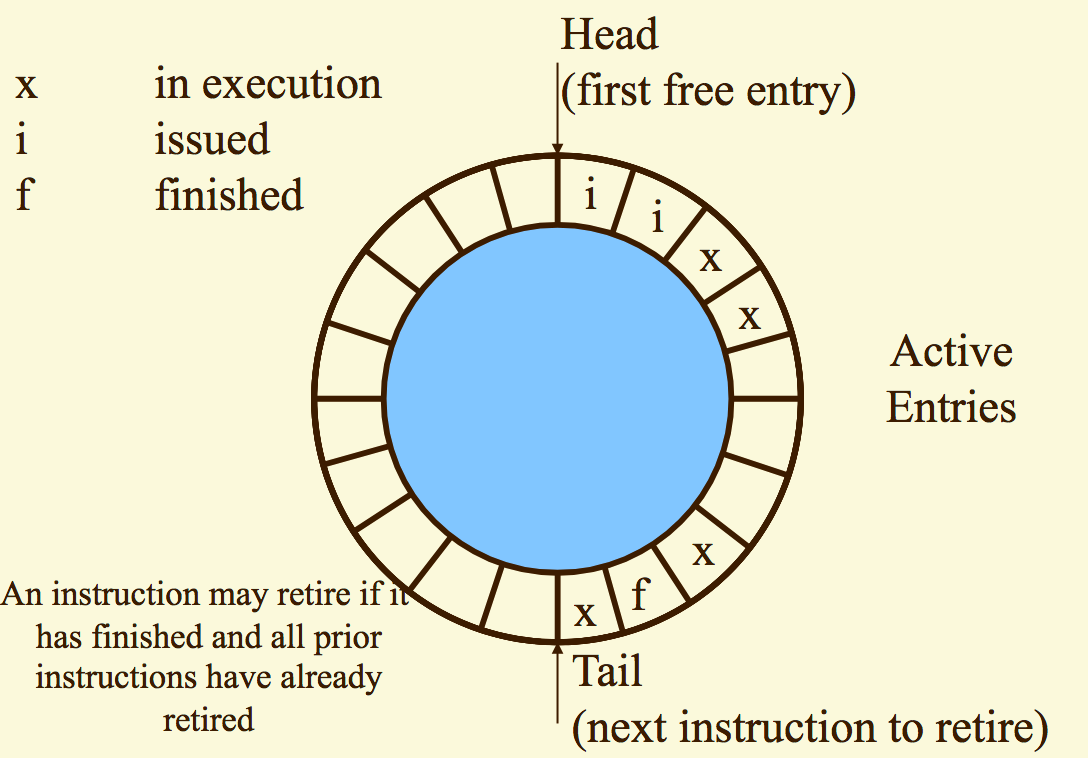 Head
(first free entry)
x in execution
i issued
f finished
i
i
x
x
Active
Entries
x
f
x
An instruction may retire if it
has finished and all prior
instructions have already
retired
Tail
(next instruction to retire)